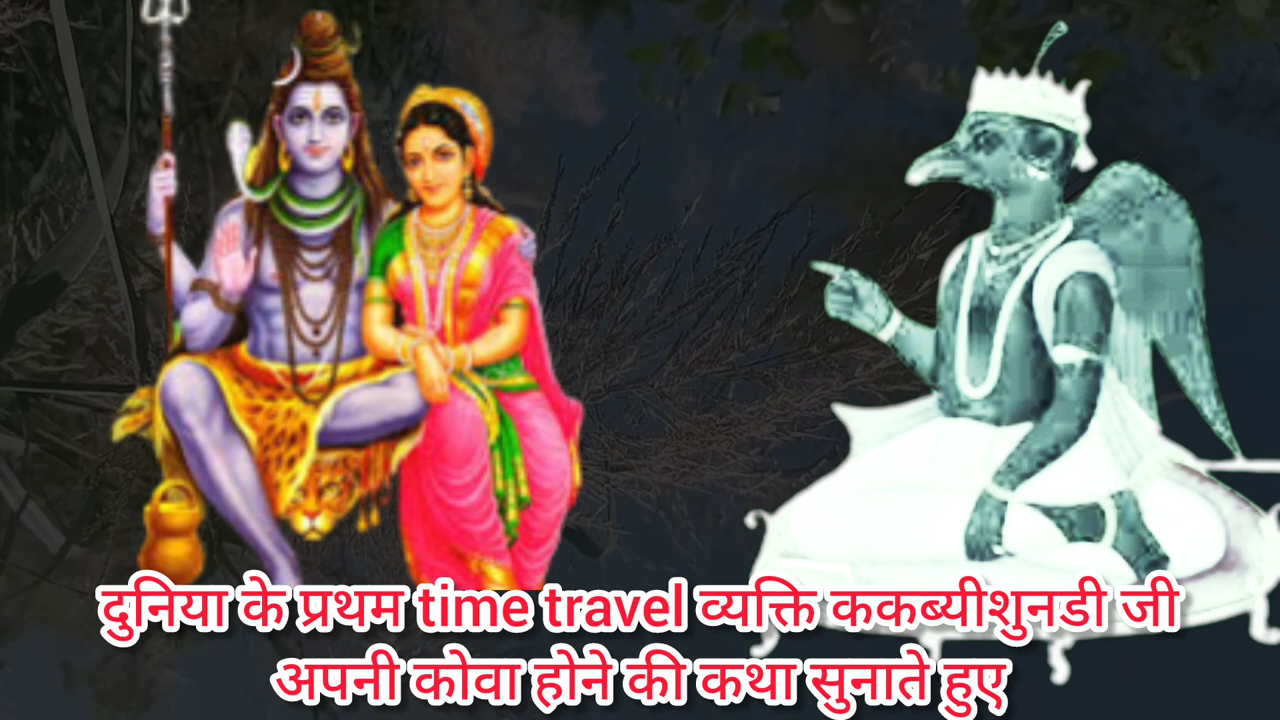 दुनिया के प्रथम time travel व्यक्ति ककब्यीशुनडी जी
अपनी कोवा होने की कथा सुनाते हुए